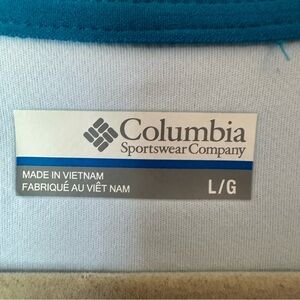 Columbia
Sportswear Company
MADE IN VIETNAM
FABRIQUÉ AU VIÊT NAM
L/G